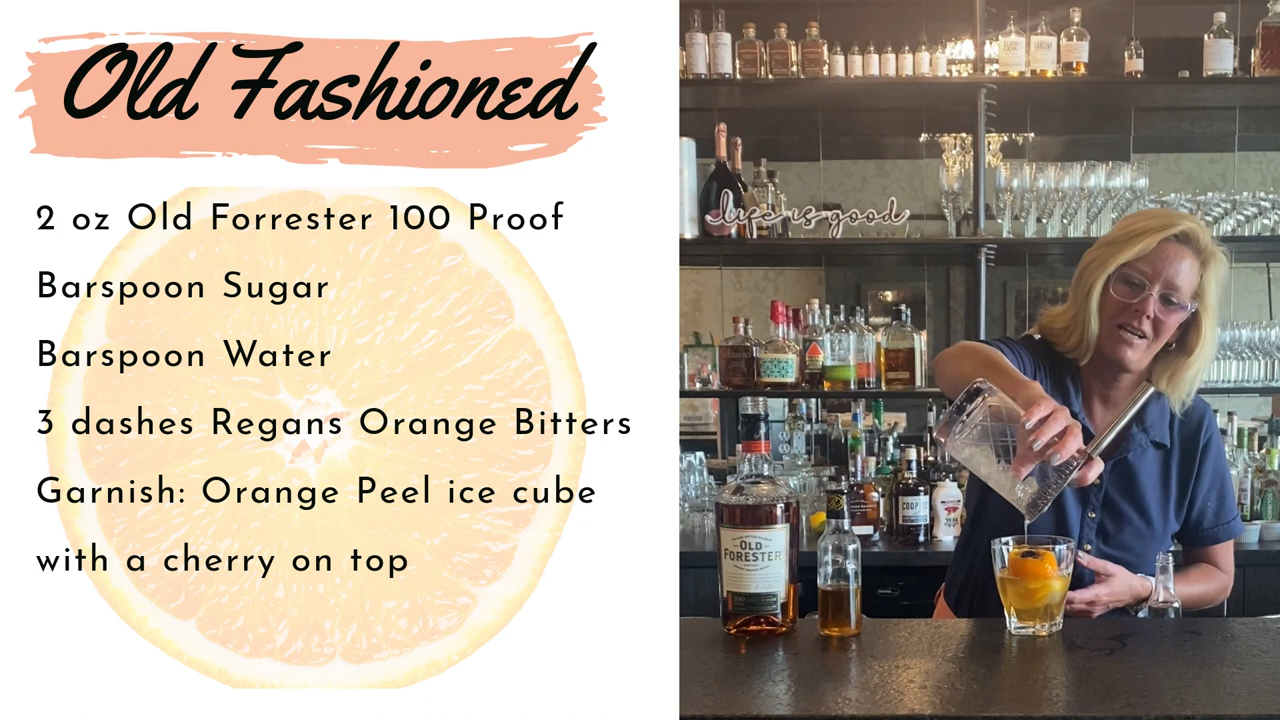 Old Fashioned
2 oz Old Forrester 100 Proof
Barspoon Sugar
Barspoon Water
3 dashes Regans Orange Bitters
Garnish: Orange Peel ice cube
with a cherry on top
life is good
OLD
FORESTER
COOP